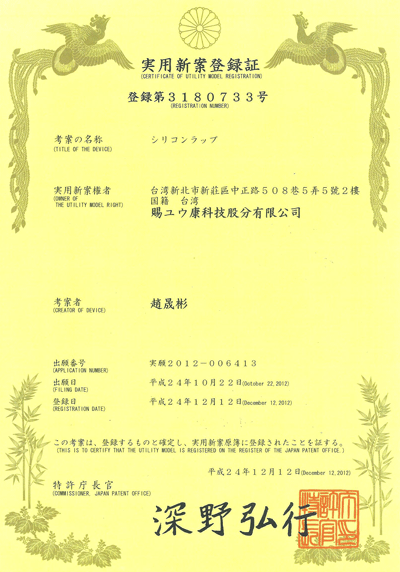 実用新案登録証
(CERTIFICATE OF UTILITY MODEL REGISTRATION)
登録第3180733号
(REGISTRATION NUMBER)
考案の名称
(TITLE OF THE DEVICE)
シリコンラップ
実用新案権者
(OWNER OF
THE UTILITY MODEL RIGHT)
台湾新北市新荘區中正路508巷5弄5號2樓
国籍 台湾
賜ユウ康科技股分有限公司
考案者
(CREATOR OF DEVICE)
趙晟彬
出願番号
(APPLICATION NUMBER)
実願2012-006413
出願日
(FILING DATE)
平成24年10月22日(October 22,2012)
登録日
(REGISTRATION DATE)
平成24年12月12日(December 12,2012)
この考案は、登録するものと確定し、実用新案原簿に登録されたことを証する。
(THIS IS TO CERTIFY THAT THE UTILITY MODEL IS REGISTERED ON THE REGISTER OF THE JAPAN PATENT OFFICE.)
平成24年12月12日(December 12,2012)
特許庁長官
(COMMISSIONER, JAPAN PATENT OFFICE)
深野弘行